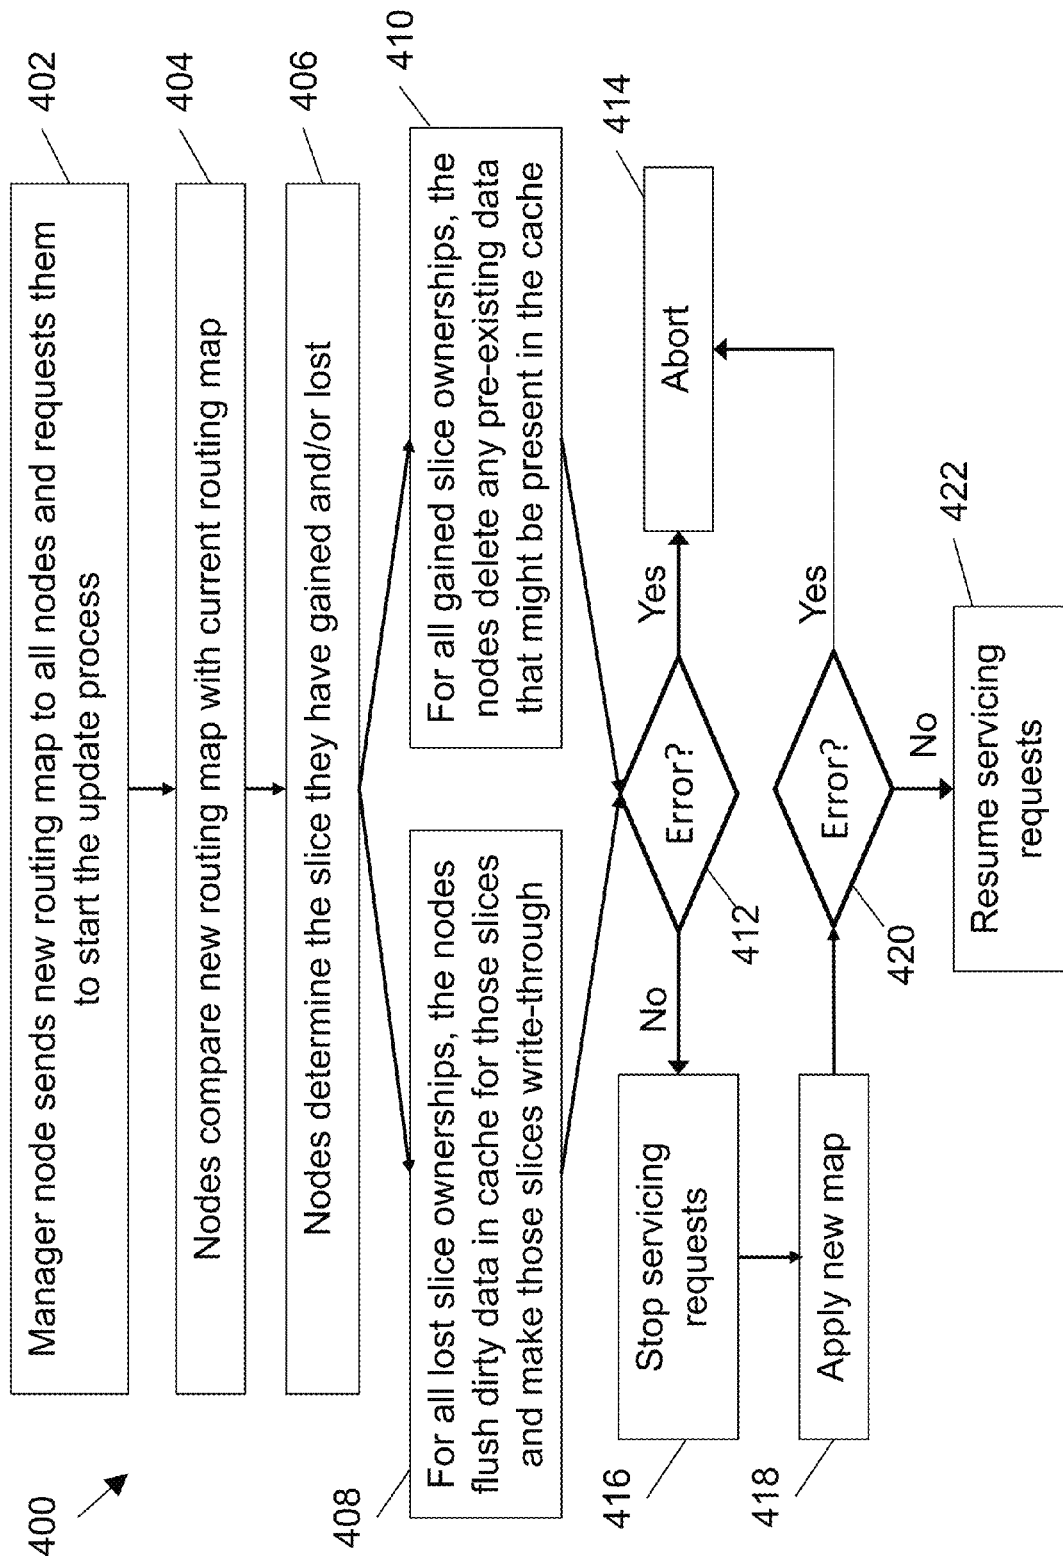 400
Manager node sends new routing map to all nodes and requests them
to start the update process
402
Nodes compare new routing map with current routing map
404
Nodes determine the slice they have gained and/or lost
406
For all lost slice ownerships, the nodes
flush dirty data in cache for those slices
and make those slices write-through
408
For all gained slice ownerships, the
nodes delete any pre-existing data
that might be present in the cache
410
Error?
412
Yes
Abort
414
No
Stop servicing
requests
416
Apply new map
418
Error?
420
Yes
No
Resume servicing
requests
422